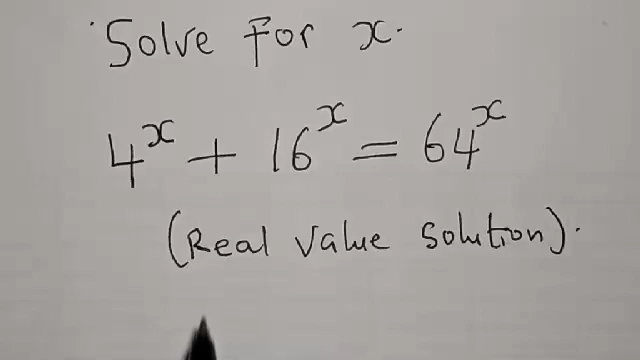 Solve for x.
4^x + 16^x = 64^x
(Real value solution).